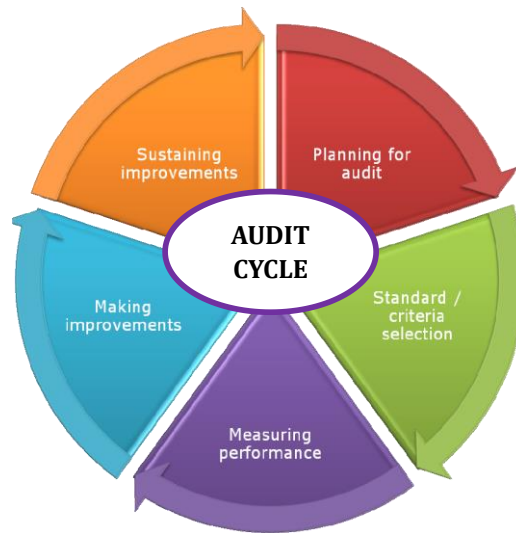 AUDIT
CYCLE
Planning for
audit
Standard /
criteria
selection
Measuring
performance
Making
improvements
Sustaining
improvements